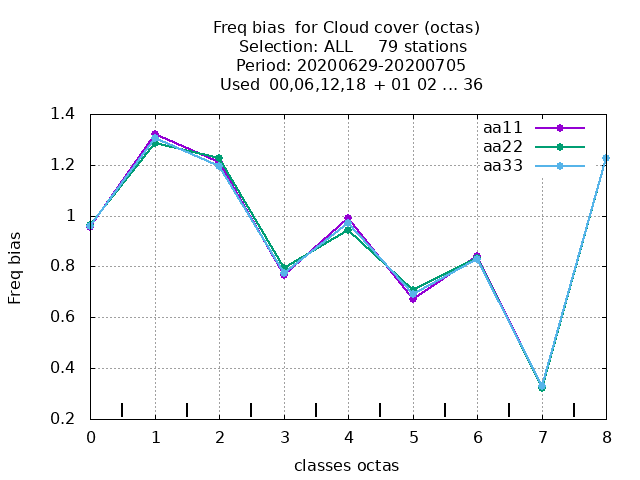 Freq bias  for Cloud cover (octas)
Selection: ALL     79 stations
Period: 20200629-20200705
Used  00,06,12,18  + 01 02 ... 36
aa11
aa22
aa33
1.4
1.2
1
0.8
0.6
0.4
0.2
Freq bias
0 1 2 3 4 5 6 7 8
classes octas